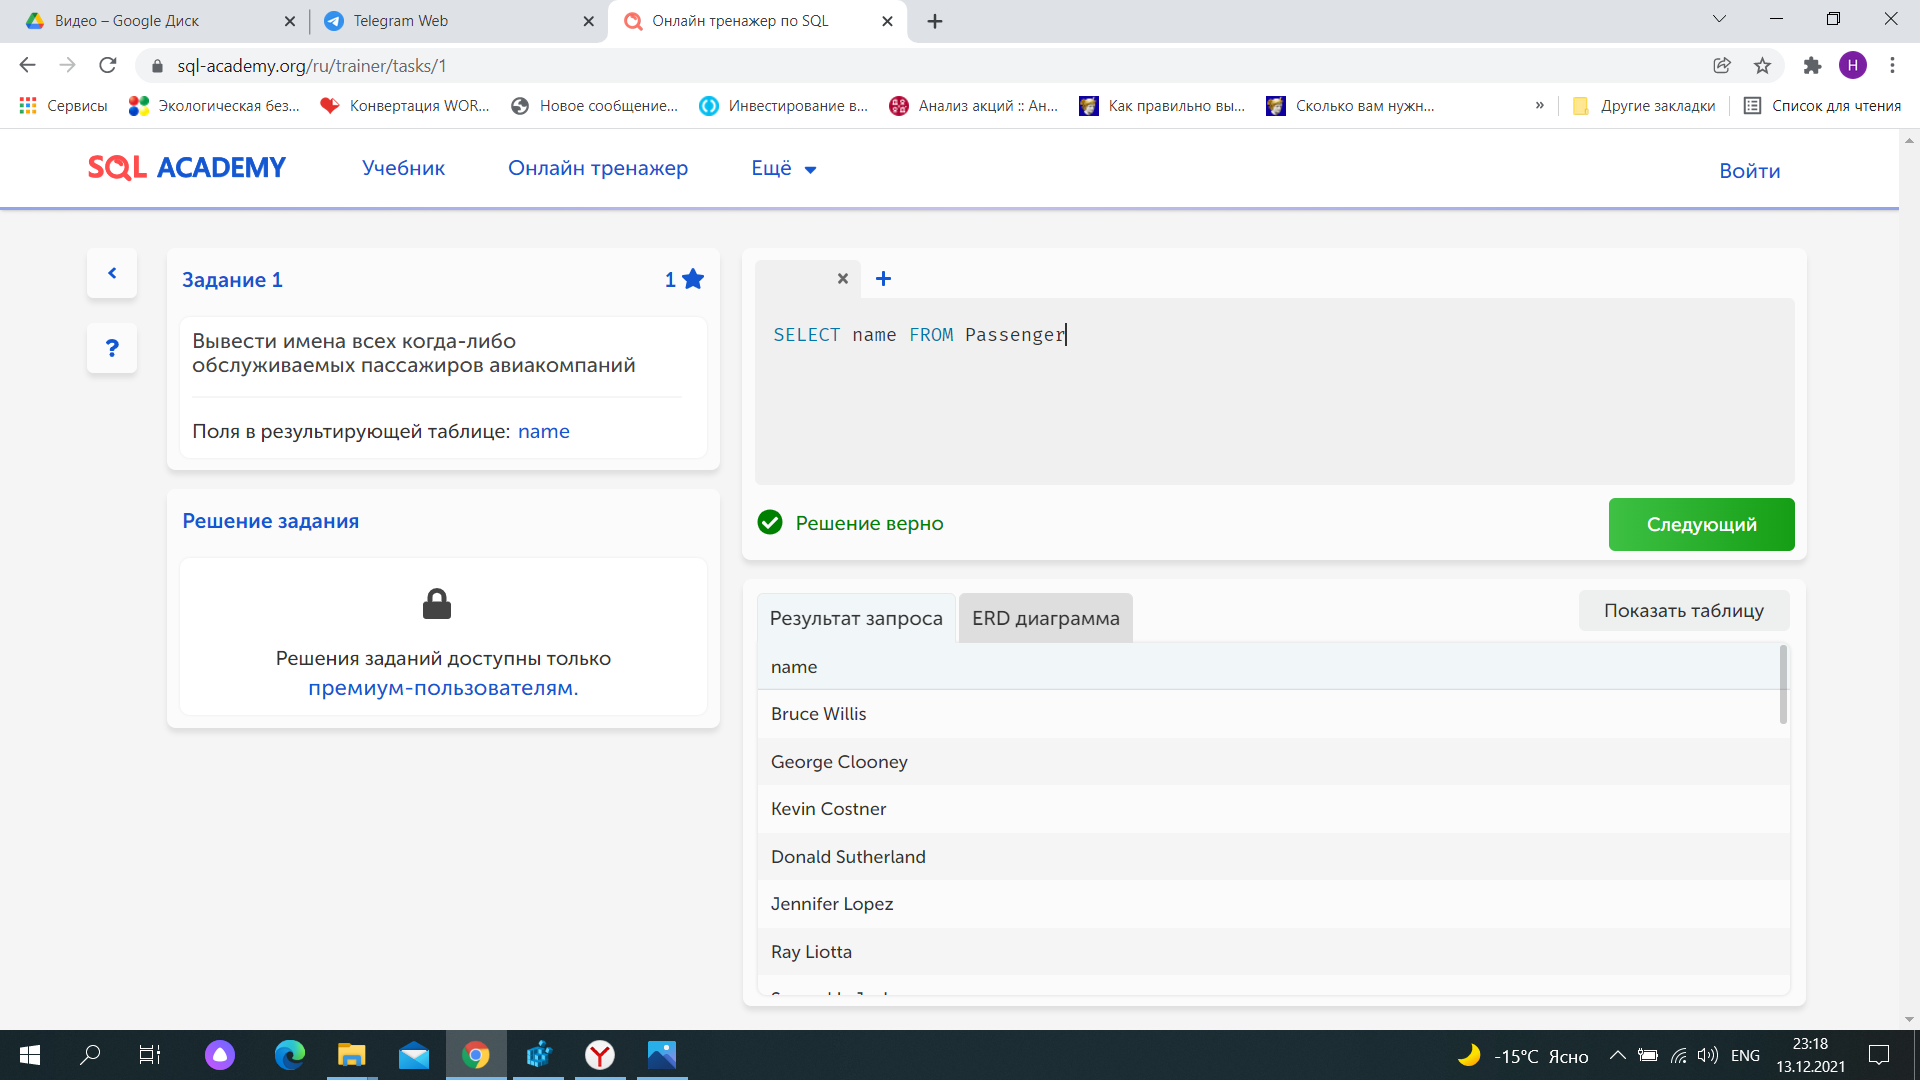 Видео – Google Диск
Telegram Web
Онлайн тренажер по SQL
sql-academy.org/ru/trainer/tasks/1
H
Сервисы
Экологическая без...
Конвертация WOR...
Новое сообщение...
Инвестирование в...
Анализ акций :: Ан...
Как правильно вы...
Сколько вам нужн...
»
Другие закладки
Список для чтения
SQL ACADEMY
Учебник
Онлайн тренажер
Ещё
Войти
Задание 1
1
?
Вывести имена всех когда-либо
обслуживаемых пассажиров авиакомпаний
Поля в результирующей таблице: name
Решение задания
Решения заданий доступны только
премиум-пользователям.
SELECT name FROM Passenger
Решение верно
Следующий
Результат запроса
ERD диаграмма
Показать таблицу
name
Bruce Willis
George Clooney
Kevin Costner
Donald Sutherland
Jennifer Lopez
Ray Liotta
-15°C Ясно
ENG
23:18
13.12.2021